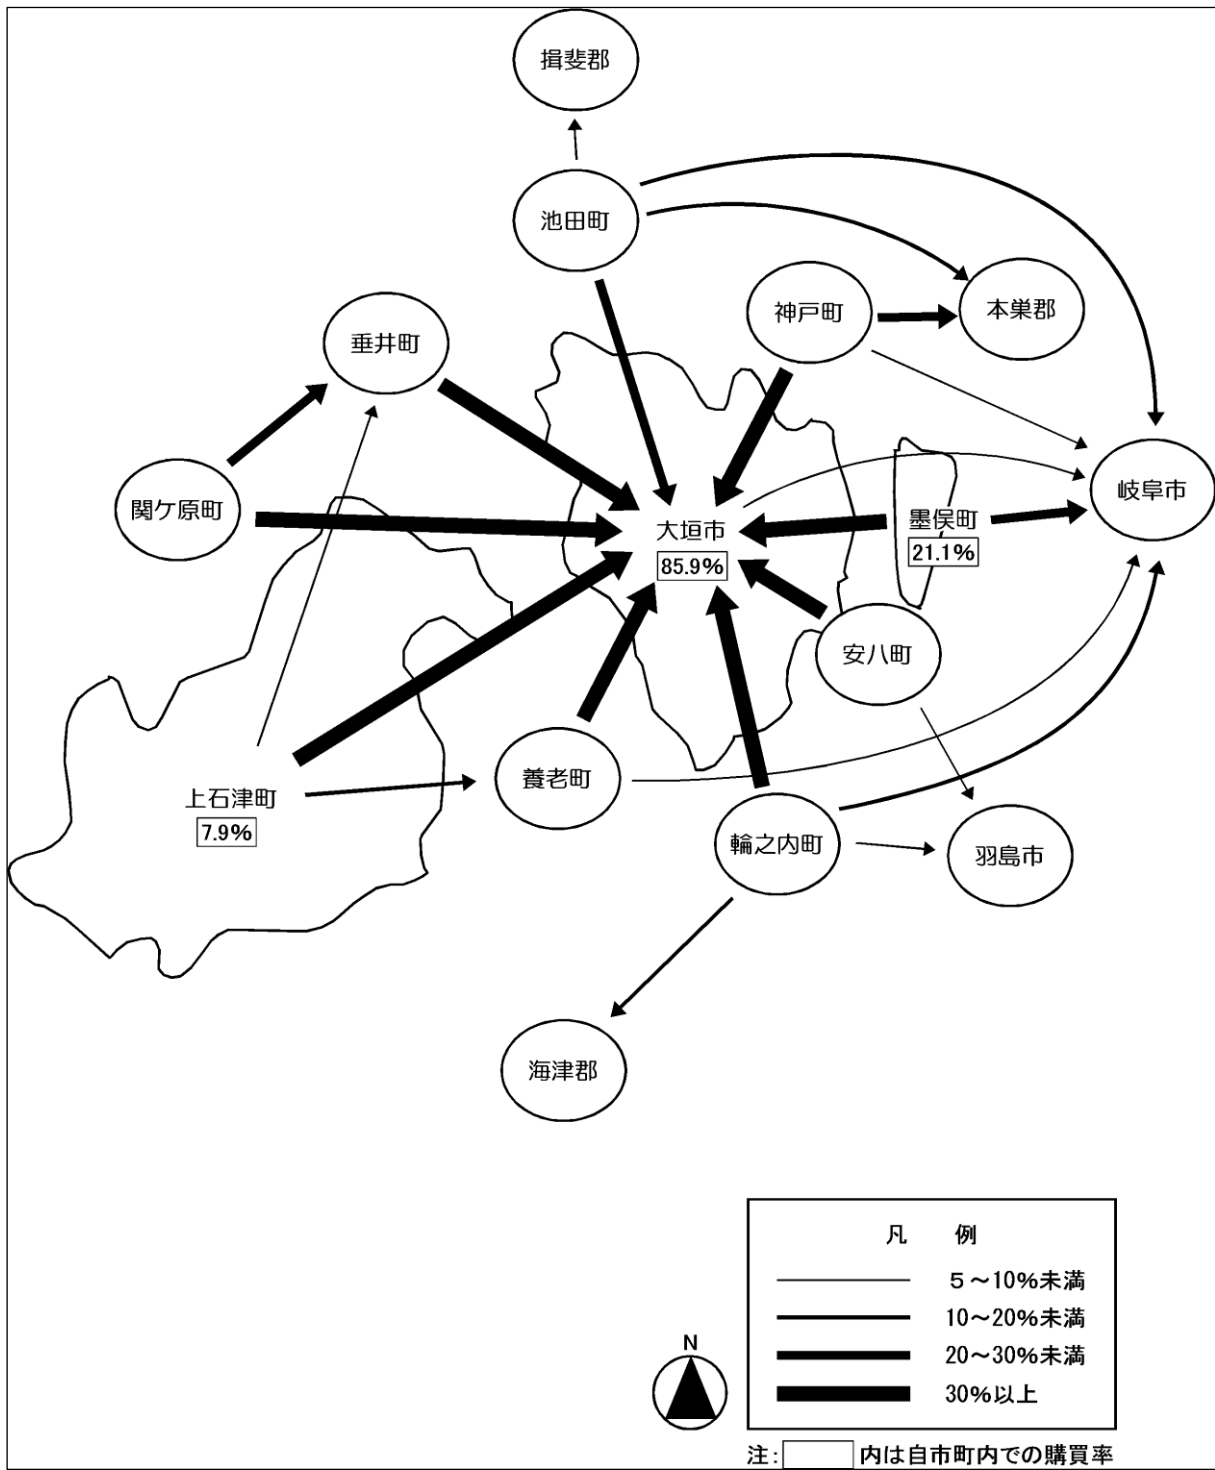 揖斐郡
池田町
神戸町
本巣郡
垂井町
関ケ原町
岐阜市
大垣市
85.9%
墨俣町
21.1%
安八町
養老町
上石津町
7.9%
輪之内町
羽島市
海津郡
凡 例
5～10%未満
10～20%未満
20～30%未満
30%以上
N
注: 内は自市町内での購買率